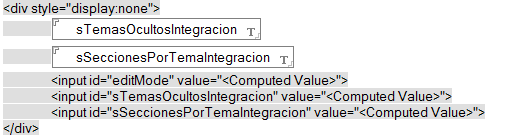 <div style="display:none">
sTemasOcultosIntegracion T
sSeccionesPorTemaIntegracion T
<input id="editMode" value="<Computed Value>">
<input id="sTemasOcultosIntegracion" value="<Computed Value>">
<input id="sSeccionesPorTemaIntegracion" value="<Computed Value>">
</div>